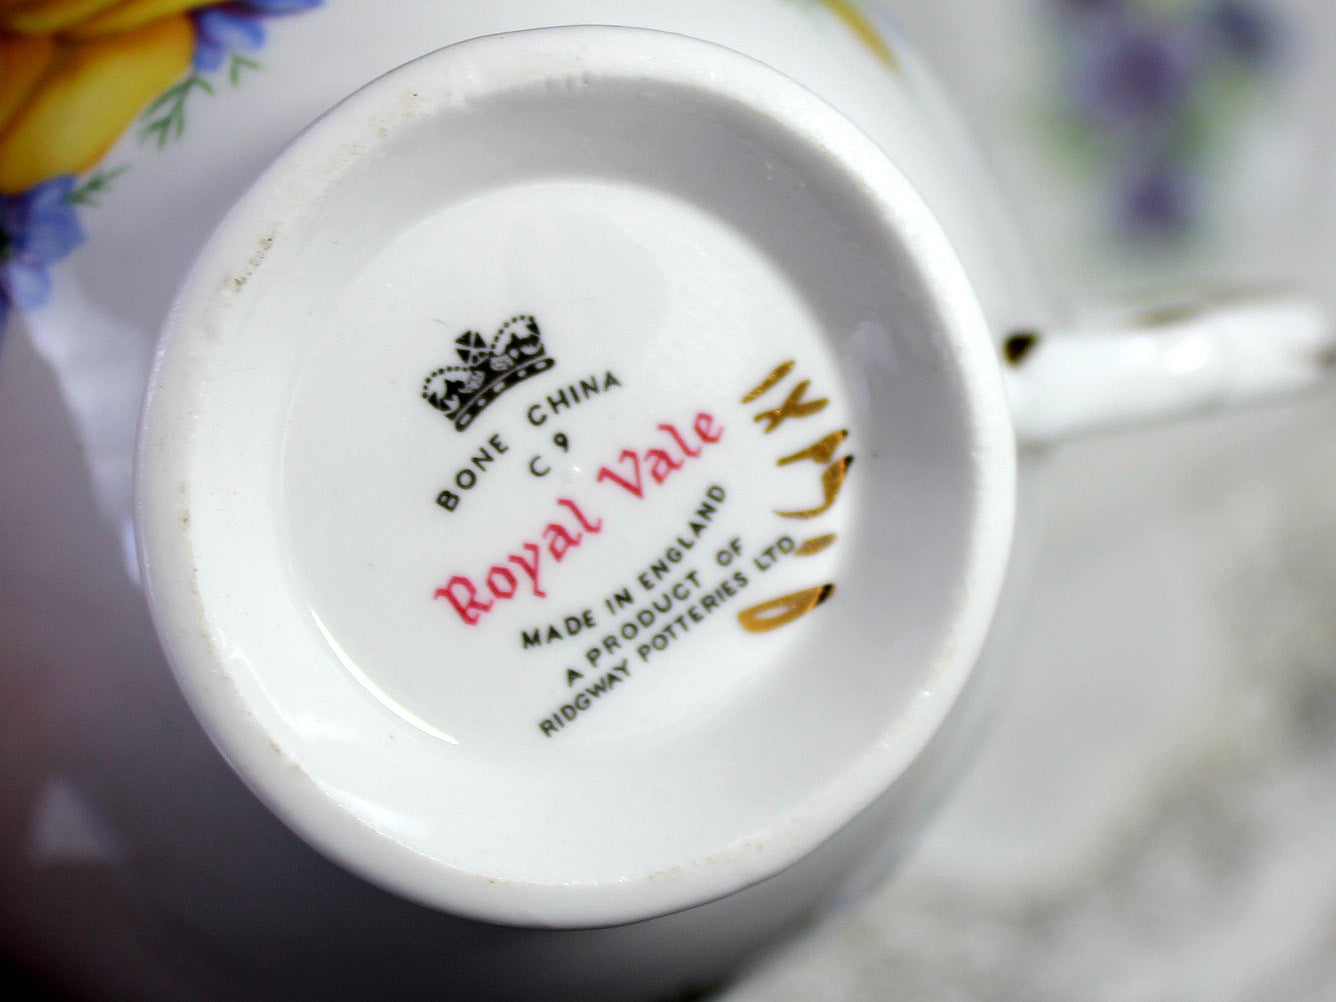 BONE CHINA
C 9
Royal Vale
MADE IN ENGLAND
A PRODUCT OF
RIDGWAY POTTERIES LTD